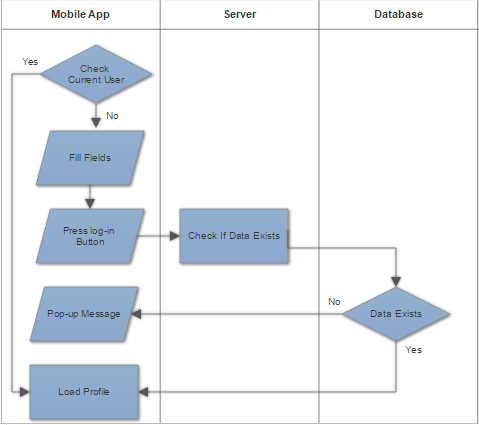 Mobile App
Server
Database
Yes
Check
Current User
No
Fill Fields
Press log-in
Button
Check If Data Exists
No
Pop-up Message
Data Exists
Yes
Load Profile